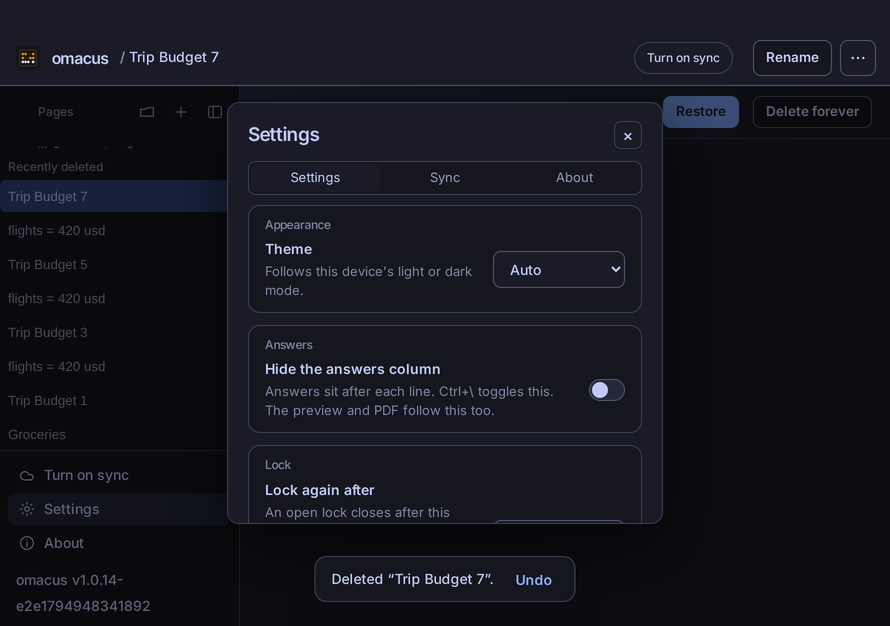 omacus / Trip Budget 7
Turn on sync
Rename
...
Pages
Recently deleted
Trip Budget 7
flights = 420 usd
Trip Budget 5
flights = 420 usd
Trip Budget 3
flights = 420 usd
Trip Budget 1
Groceries
Turn on sync
Settings
About
omacus v1.0.14-
e2e1794948341892
Restore
Delete forever
Settings
×
Settings Sync About
Appearance
Theme
Follows this device's light or dark
mode.
Auto
Answers
Hide the answers column
Answers sit after each line. Ctrl+\ toggles this.
The preview and PDF follow this too.
Lock
Lock again after
An open lock closes after this
Deleted “Trip Budget 7”. Undo